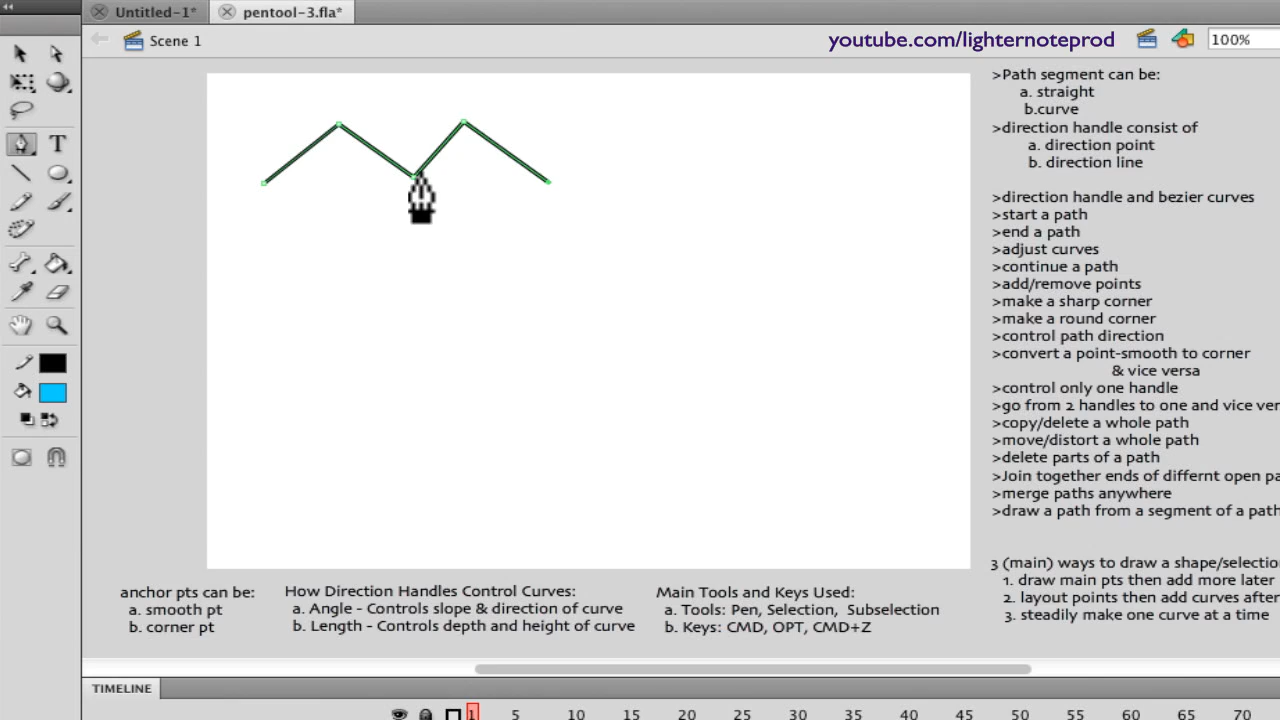 Untitled-1*
pentool-3.fla*
Scene 1
youtube.com/lighternoteprod
100%
T
>Path segment can be:
a. straight
b.curve
>direction handle consist of
a. direction point
b. direction line
>direction handle and bezier curves
>start a path
>end a path
>adjust curves
>continue a path
>add/remove points
>make a sharp corner
>make a round corner
>control path direction
>convert a point-smooth to corner
& vice versa
>control only one handle
>go from 2 handles to one and vice ver
>copy/delete a whole path
>move/distort a whole path
>delete parts of a path
>Join together ends of differnt open pa
>merge paths anywhere
>draw a path from a segment of a path
3 (main) ways to draw a shape/selectio
1. draw main pts then add more later
2. layout points then add curves after
3. steadily make one curve at a time
anchor pts can be:
a. smooth pt
b. corner pt
How Direction Handles Control Curves:
a. Angle - Controls slope & direction of curve
b. Length - Controls depth and height of curve
Main Tools and Keys Used:
a. Tools: Pen, Selection, Subselection
b. Keys: CMD, OPT, CMD+Z
TIMELINE
1 5 10 15 20 25 30 35 40 45 50 55 60 65 70